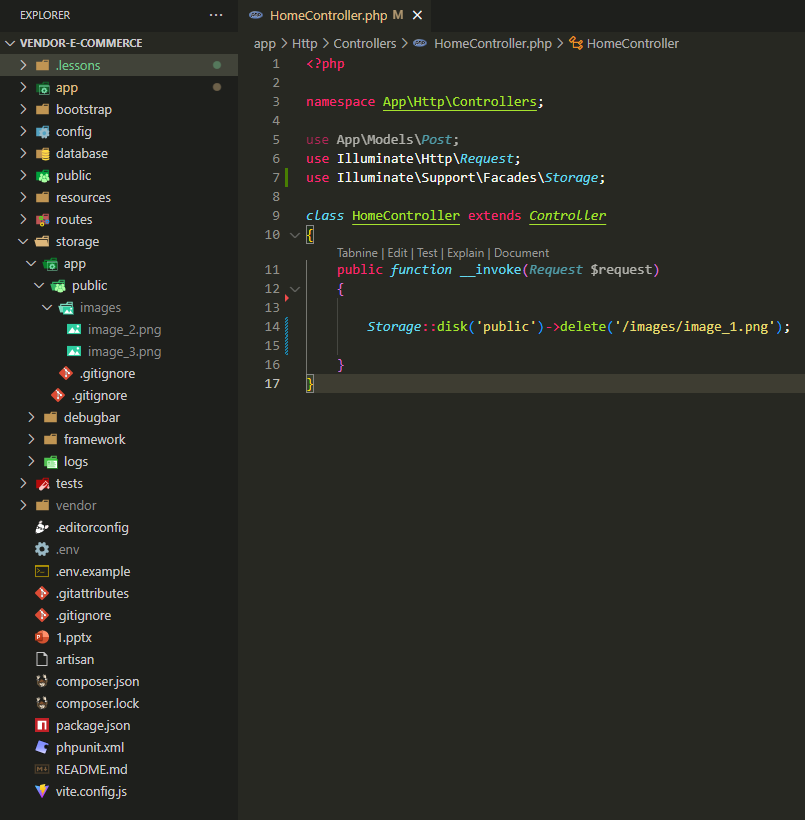 EXPLORER
···
VENDOR-E-COMMERCE
.lessons
app
bootstrap
config
database
public
resources
routes
storage
app
public
images
image_2.png
image_3.png
.gitignore
.gitignore
debugbar
framework
logs
tests
vendor
.editorconfig
.env
.env.example
.gitattributes
.gitignore
1.pptx
artisan
composer.json
composer.lock
package.json
phpunit.xml
README.md
vite.config.js
HomeController.php M
app > Http > Controllers > HomeController.php > HomeController
1 <?php
2
3 namespace App\Http\Controllers;
4
5 use App\Models\Post;
6 use Illuminate\Http\Request;
7 use Illuminate\Support\Facades\Storage;
8
9 class HomeController extends Controller
10 {
Tabnine | Edit | Test | Explain | Document
11 public function __invoke(Request $request)
12 {
13
14 Storage::disk('public')->delete('/images/image_1.png');
15
16 }
17 }